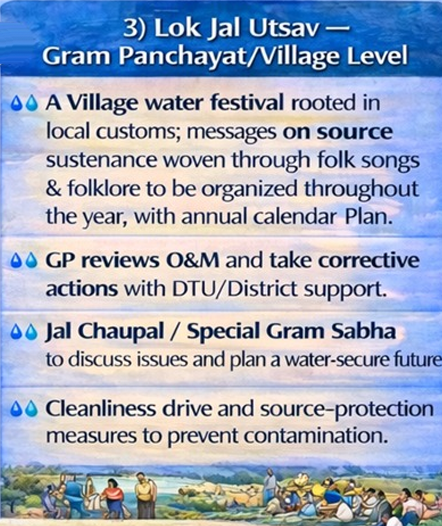 3) Lok Jal Utsav —
Gram Panchayat/Village Level
A Village water festival rooted in
local customs; messages on source
sustenance woven through folk songs
& folklore to be organized throughout
the year, with annual calendar Plan.
GP reviews O&M and take corrective
actions with DTU/District support.
Jal Chaupal / Special Gram Sabha
to discuss issues and plan a water-secure future
Cleanliness drive and source-protection
measures to prevent contamination.